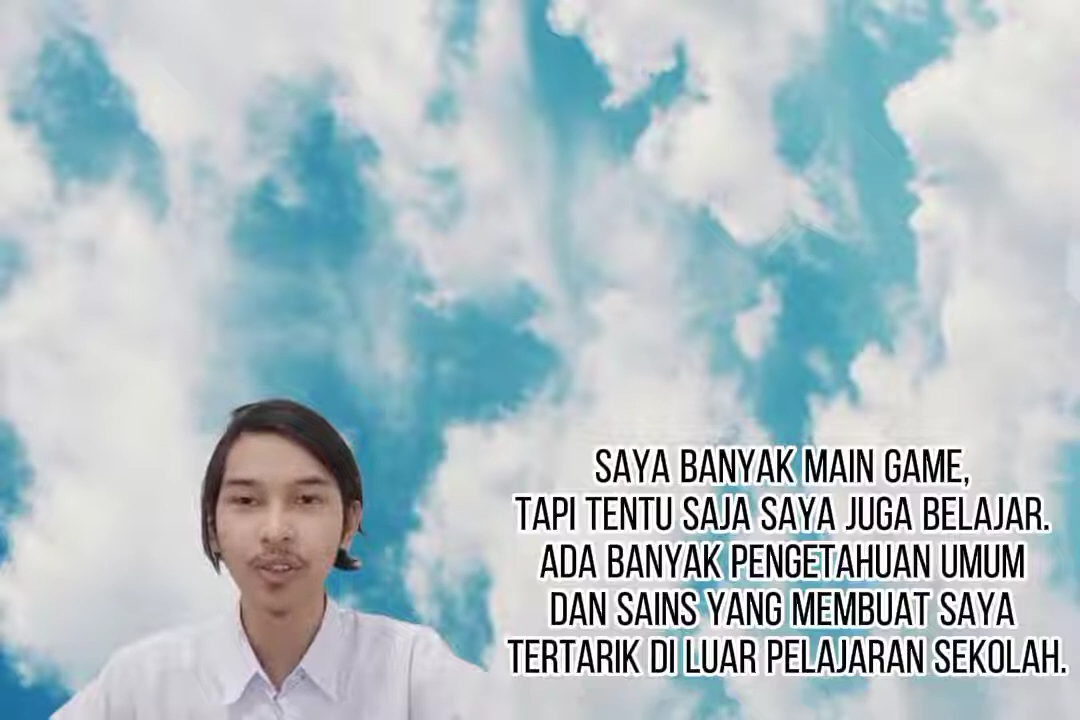 SAYA BANYAK MAIN GAME,
TAPI TENTU SAJA SAYA JUGA BELAJAR.
ADA BANYAK PENGETAHUAN UMUM
DAN SAINS YANG MEMBUAT SAYA
TERTARIK DI LUAR PELAJARAN SEKOLAH.